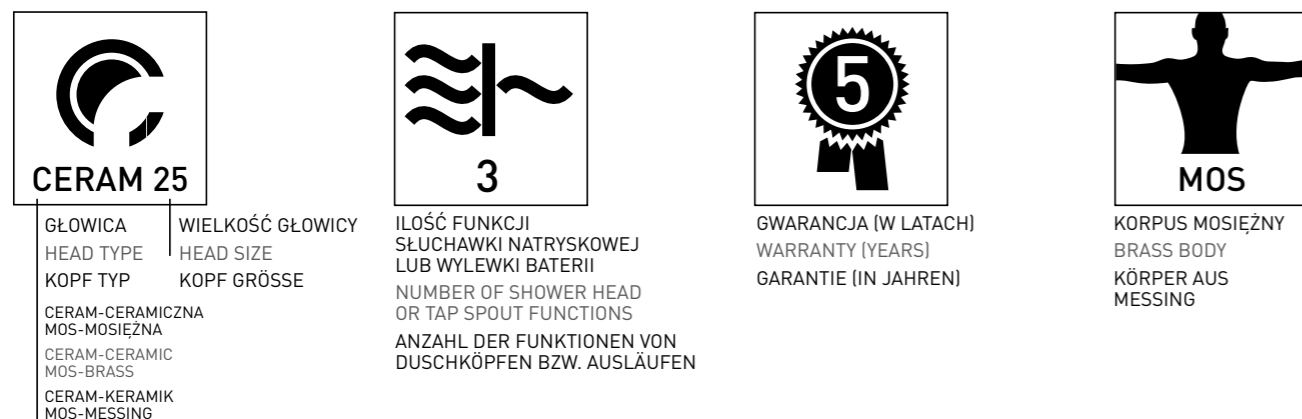 CERAM 25
GŁOWICA
HEAD TYPE
KOPF TYP
WIELKOŚĆ GŁOWICY
HEAD SIZE
KOPF GRÖSSE
CERAM-CERAMICZNA
MOS-MOSIĘŻNA
CERAM-CERAMIC
MOS-BRASS
CERAM-KERAMIK
MOS-MESSING
3
ILOŚĆ FUNKCJI
SŁUCHAWKI NATRYSKOWEJ
LUB WYLEWKI BATERII
NUMBER OF SHOWER HEAD
OR TAP SPOUT FUNCTIONS
ANZAHL DER FUNKTIONEN VON
DUSCHKÖPFEN BZW. AUSLÄUFEN
5
GWARANCJA (W LATACH)
WARRANTY (YEARS)
GARANTIE (IN JAHREN)
MOS
KORPUS MOSIĘŻNY
BRASS BODY
KÖRPER AUS
MESSING